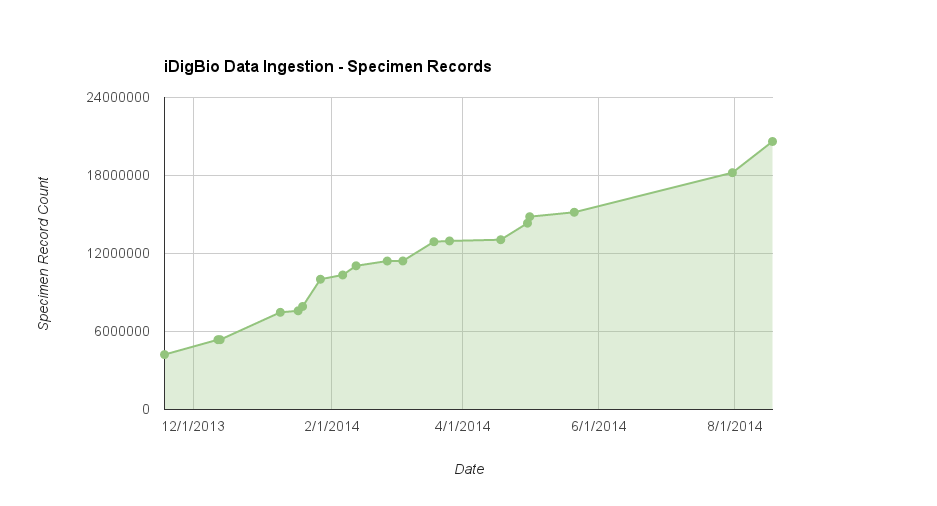 iDigBio Data Ingestion - Specimen Records
24000000
18000000
12000000
6000000
0
Specimen Record Count
12/1/2013 2/1/2014 4/1/2014 6/1/2014 8/1/2014
Date